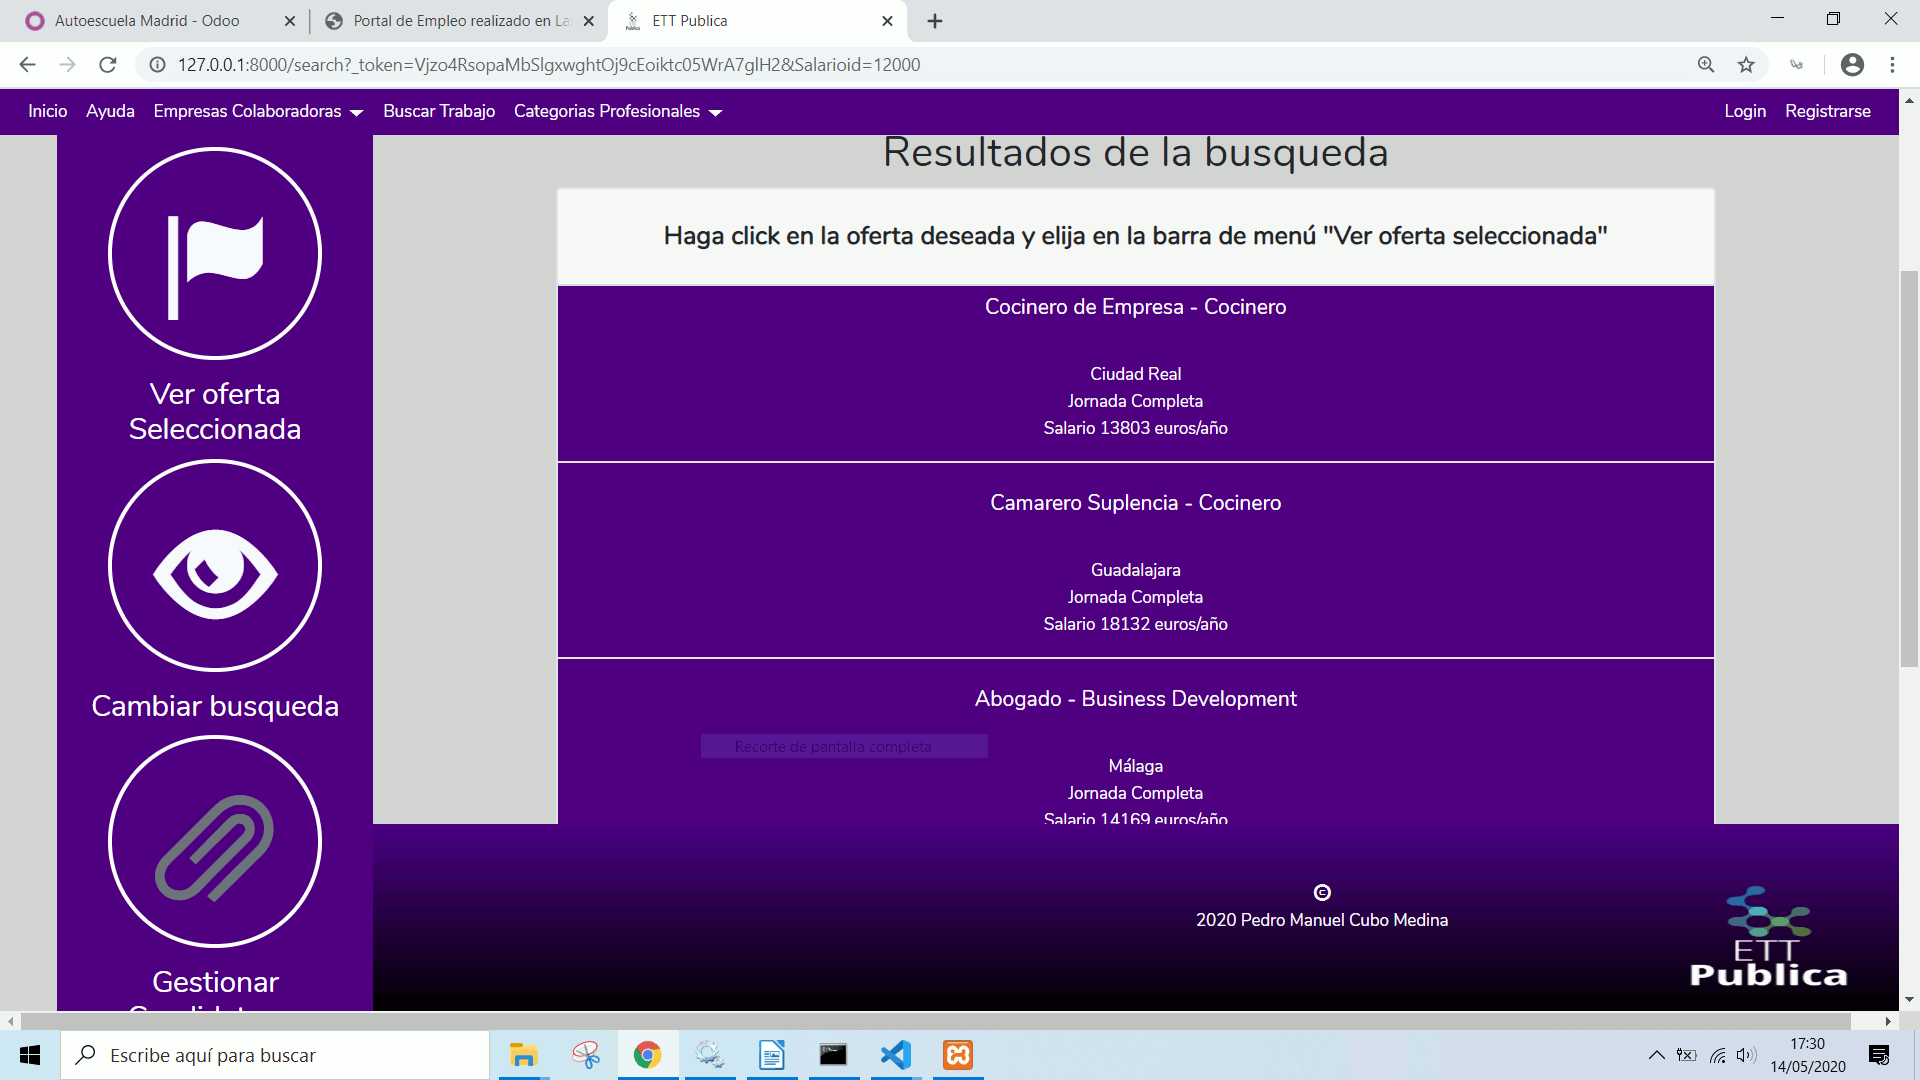 Autoescuela Madrid - Odoo
Portal de Empleo realizado en La
ETT Publica
127.0.0.1:8000/search?_token=Vjzo4RsopaMbSlgxwghtOj9cEoiktc05WrA7glH2&Salarioid=12000
Inicio Ayuda Empresas Colaboradoras Buscar Trabajo Categorias Profesionales Login Registrarse
Resultados de la busqueda
Haga click en la oferta deseada y elija en la barra de menú "Ver oferta seleccionada"
Ver oferta
Seleccionada
Cambiar busqueda
Gestionar
Cocinero de Empresa - Cocinero
Ciudad Real
Jornada Completa
Salario 13803 euros/año
Camarero Suplencia - Cocinero
Guadalajara
Jornada Completa
Salario 18132 euros/año
Abogado - Business Development
Recorte de pantalla completa
Málaga
Jornada Completa
Salario 14169 euros/año
©
2020 Pedro Manuel Cubo Medina
ETT
Publica
Escribe aquí para buscar
17:30
14/05/2020